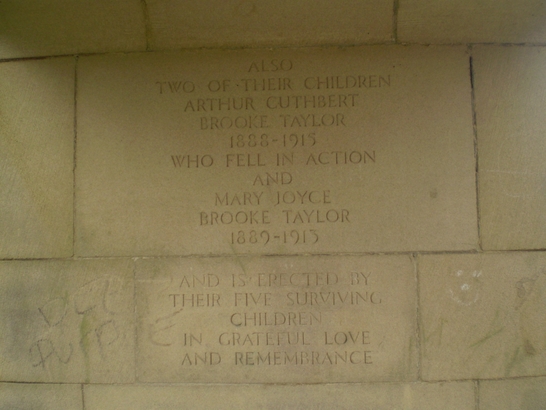 ALSO
TWO OF THEIR CHILDREN
ARTHUR CUTHBERT
BROOKE TAYLOR
1888-1915
WHO FELL IN ACTION
AND
MARY JOYCE
BROOKE TAYLOR
1889-1913
AND IS ERECTED BY
THEIR FIVE SURVIVING
CHILDREN
IN GRATEFUL LOVE
AND REMEMBRANCE